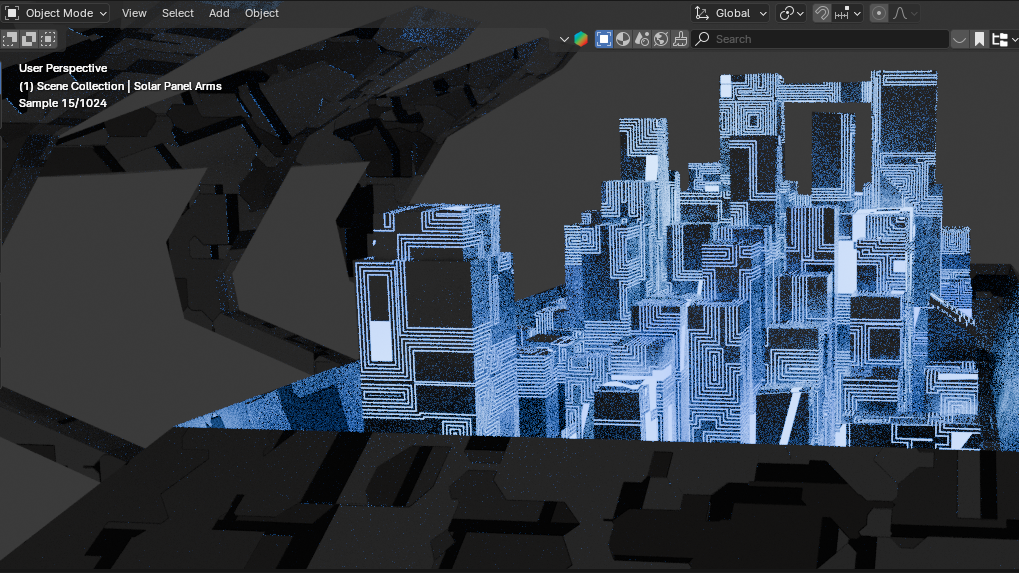 Object Mode View Select Add Object Global
Search
User Perspective
(1) Scene Collection | Solar Panel Arms
Sample 15/1024